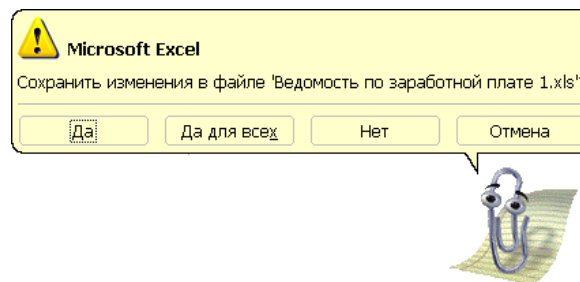 Microsoft Excel
Сохранить изменения в файле 'Ведомость по заработной плате 1.xls'
Да Да для всех Нет Отмена